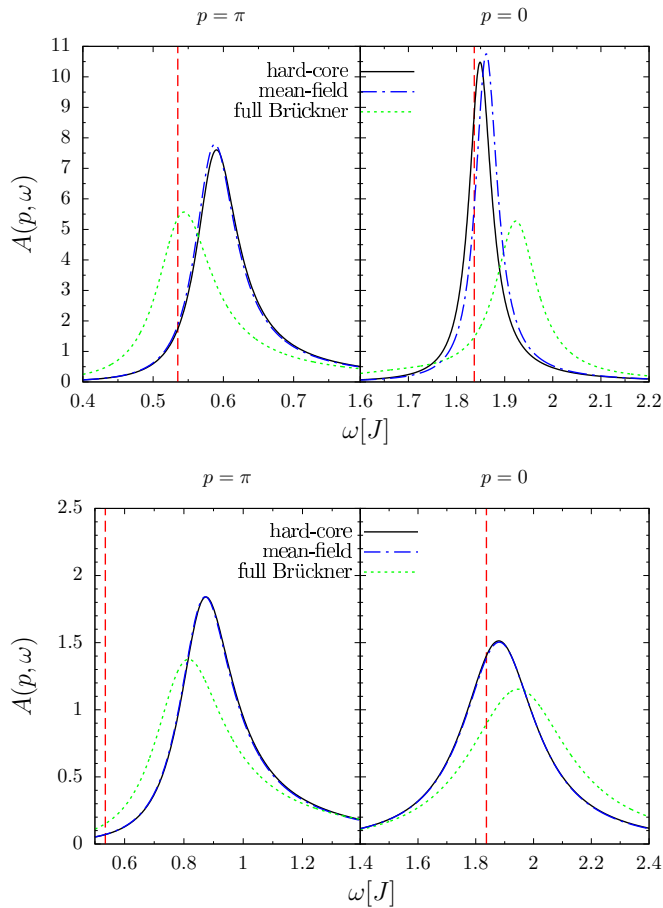 p = π p = 0
11
10
9
8
7
6
5
4
3
2
1
0
A(p, ω)
hard-core
mean-field
full Brückner
0.4 0.5 0.6 0.7 1.6 1.7 1.8 1.9 2 2.1 2.2
ω[J]
p = π p = 0
2.5
2
1.5
1
0.5
0
A(p, ω)
hard-core
mean-field
full Brückner
0.6 0.8 1 1.2 1.4 1.6 1.8 2 2.2 2.4
ω[J]